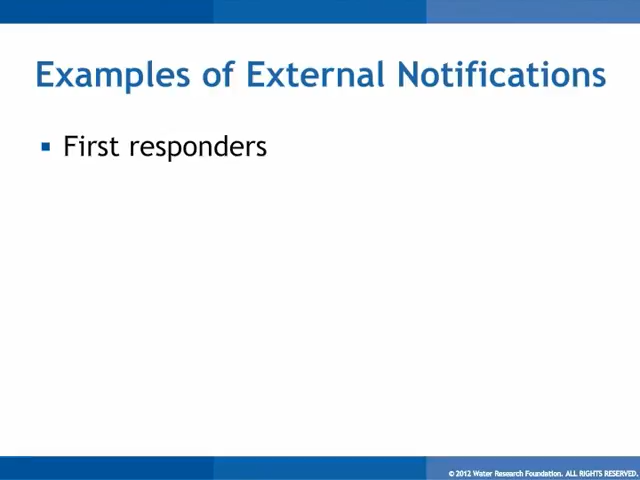 Examples of External Notifications
▪ First responders
© 2012 Water Research Foundation. ALL RIGHTS RESERVED.